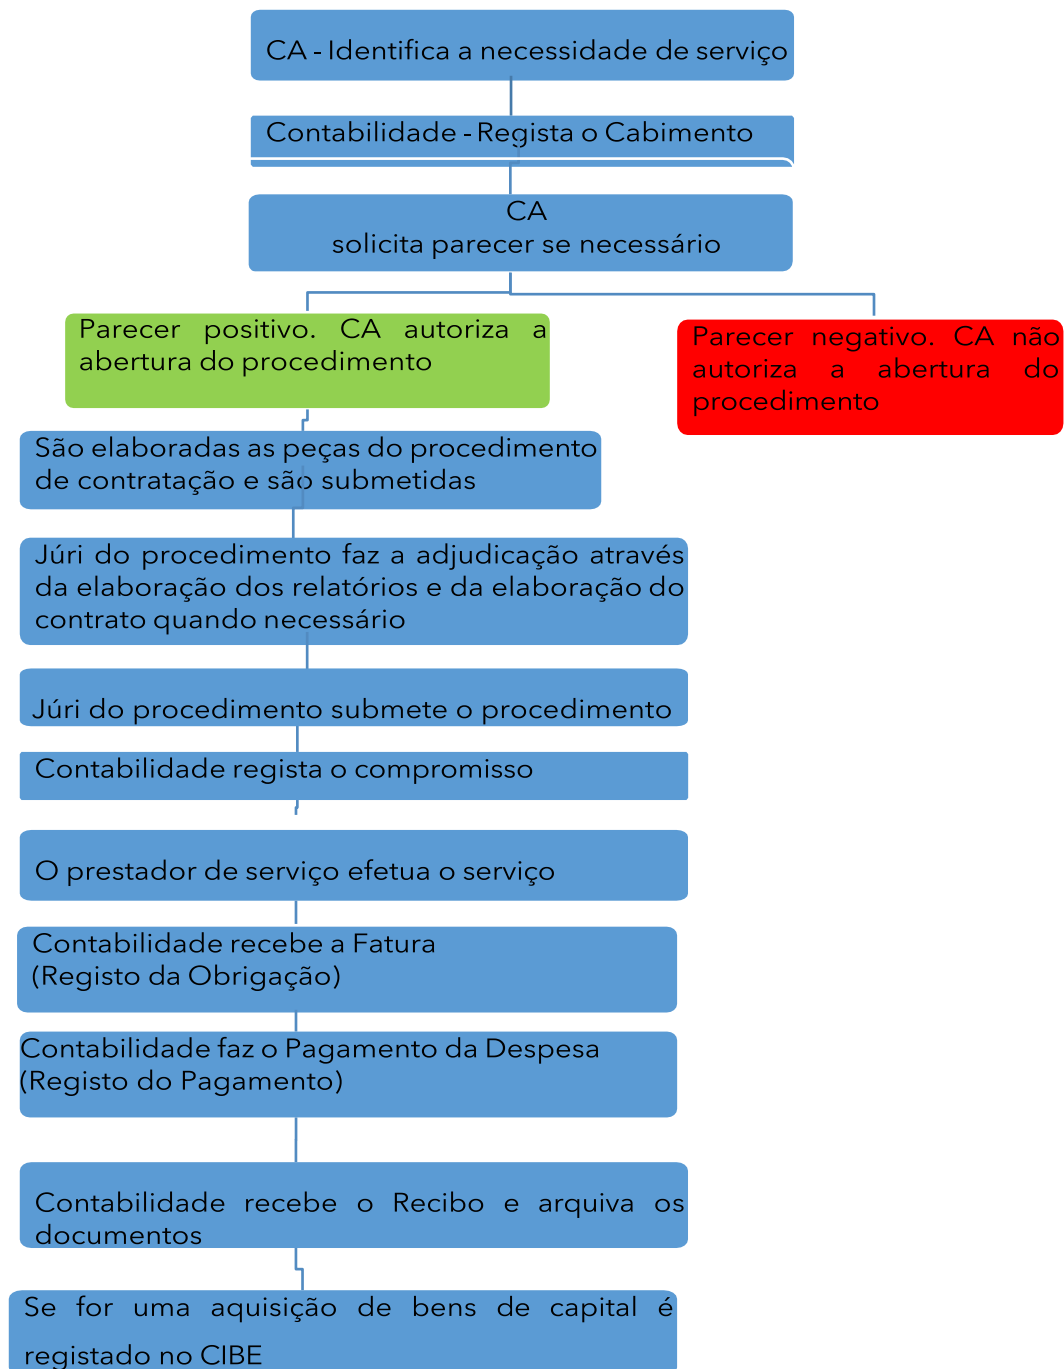 CA - Identifica a necessidade de serviço
Contabilidade - Regista o Cabimento
CA
solicita parecer se necessário
Parecer positivo. CA autoriza a
abertura do procedimento
Parecer negativo. CA não
autoriza a abertura do
procedimento
São elaboradas as peças do procedimento
de contratação e são submetidas
Júri do procedimento faz a adjudicação através
da elaboração dos relatórios e da elaboração do
contrato quando necessário
Júri do procedimento submete o procedimento
Contabilidade regista o compromisso
O prestador de serviço efetua o serviço
Contabilidade recebe a Fatura
(Registo da Obrigação)
Contabilidade faz o Pagamento da Despesa
(Registo do Pagamento)
Contabilidade recebe o Recibo e arquiva os
documentos
Se for uma aquisição de bens de capital é
registado no CIBE